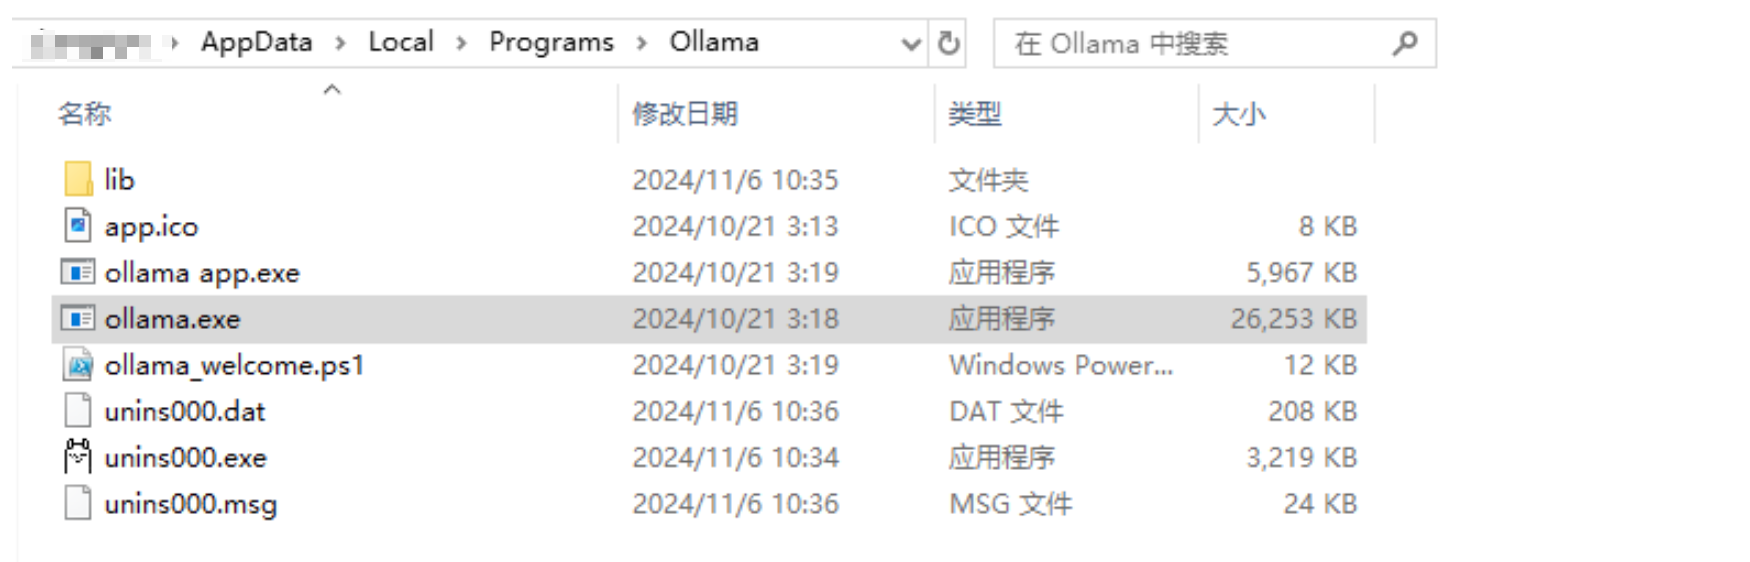 AppData > Local > Programs > Ollama 在 Ollama 中搜索
名称 修改日期 类型 大小
lib 2024/11/6 10:35 文件夹
app.ico 2024/10/21 3:13 ICO 文件 8 KB
ollama app.exe 2024/10/21 3:19 应用程序 5,967 KB
ollama.exe 2024/10/21 3:18 应用程序 26,253 KB
ollama_welcome.ps1 2024/10/21 3:19 Windows Power... 12 KB
unins000.dat 2024/11/6 10:36 DAT 文件 208 KB
unins000.exe 2024/11/6 10:34 应用程序 3,219 KB
unins000.msg 2024/11/6 10:36 MSG 文件 24 KB